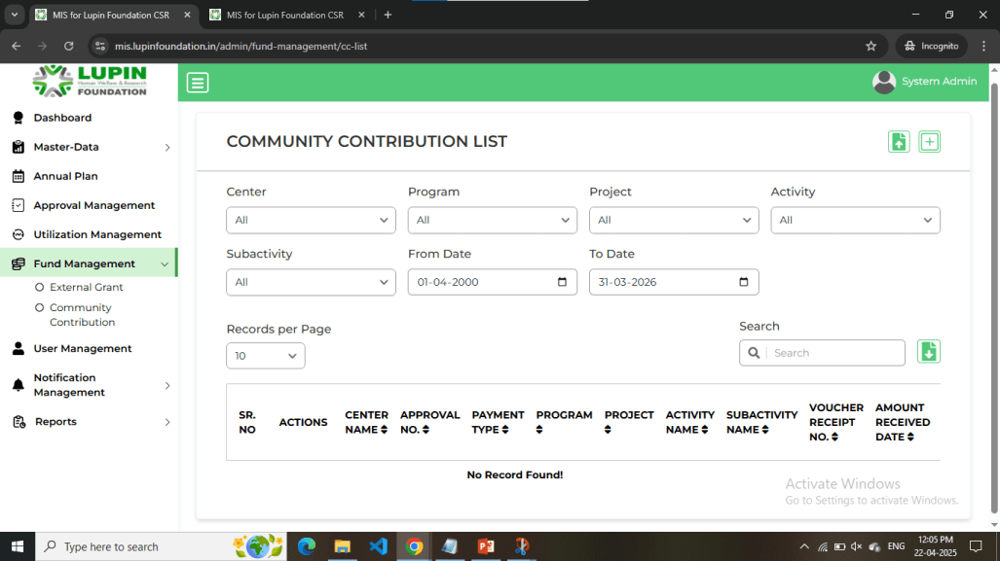 MIS for Lupin Foundation CSR
MIS for Lupin Foundation CSR
mis.lupinfoundation.in/admin/fund-management/cc-list
Incognito
LUPIN
Human Welfare & Research
FOUNDATION
System Admin
Dashboard
Master-Data
Annual Plan
Approval Management
Utilization Management
Fund Management
External Grant
Community
Contribution
User Management
Notification
Management
Reports
COMMUNITY CONTRIBUTION LIST
Center
Program
Project
Activity
All
All
All
All
Subactivity
From Date
To Date
All
01-04-2000
31-03-2026
Records per Page
Search
10
Search
SR.
NO
ACTIONS
CENTER
NAME
APPROVAL
NO.
PAYMENT
TYPE
PROGRAM
PROJECT
ACTIVITY
NAME
SUBACTIVITY
NAME
VOUCHER
RECEIPT
NO.
AMOUNT
RECEIVED
DATE
No Record Found!
Activate Windows
Go to Settings to activate Windows.
Type here to search
ENG
12:05 PM
22-04-2025